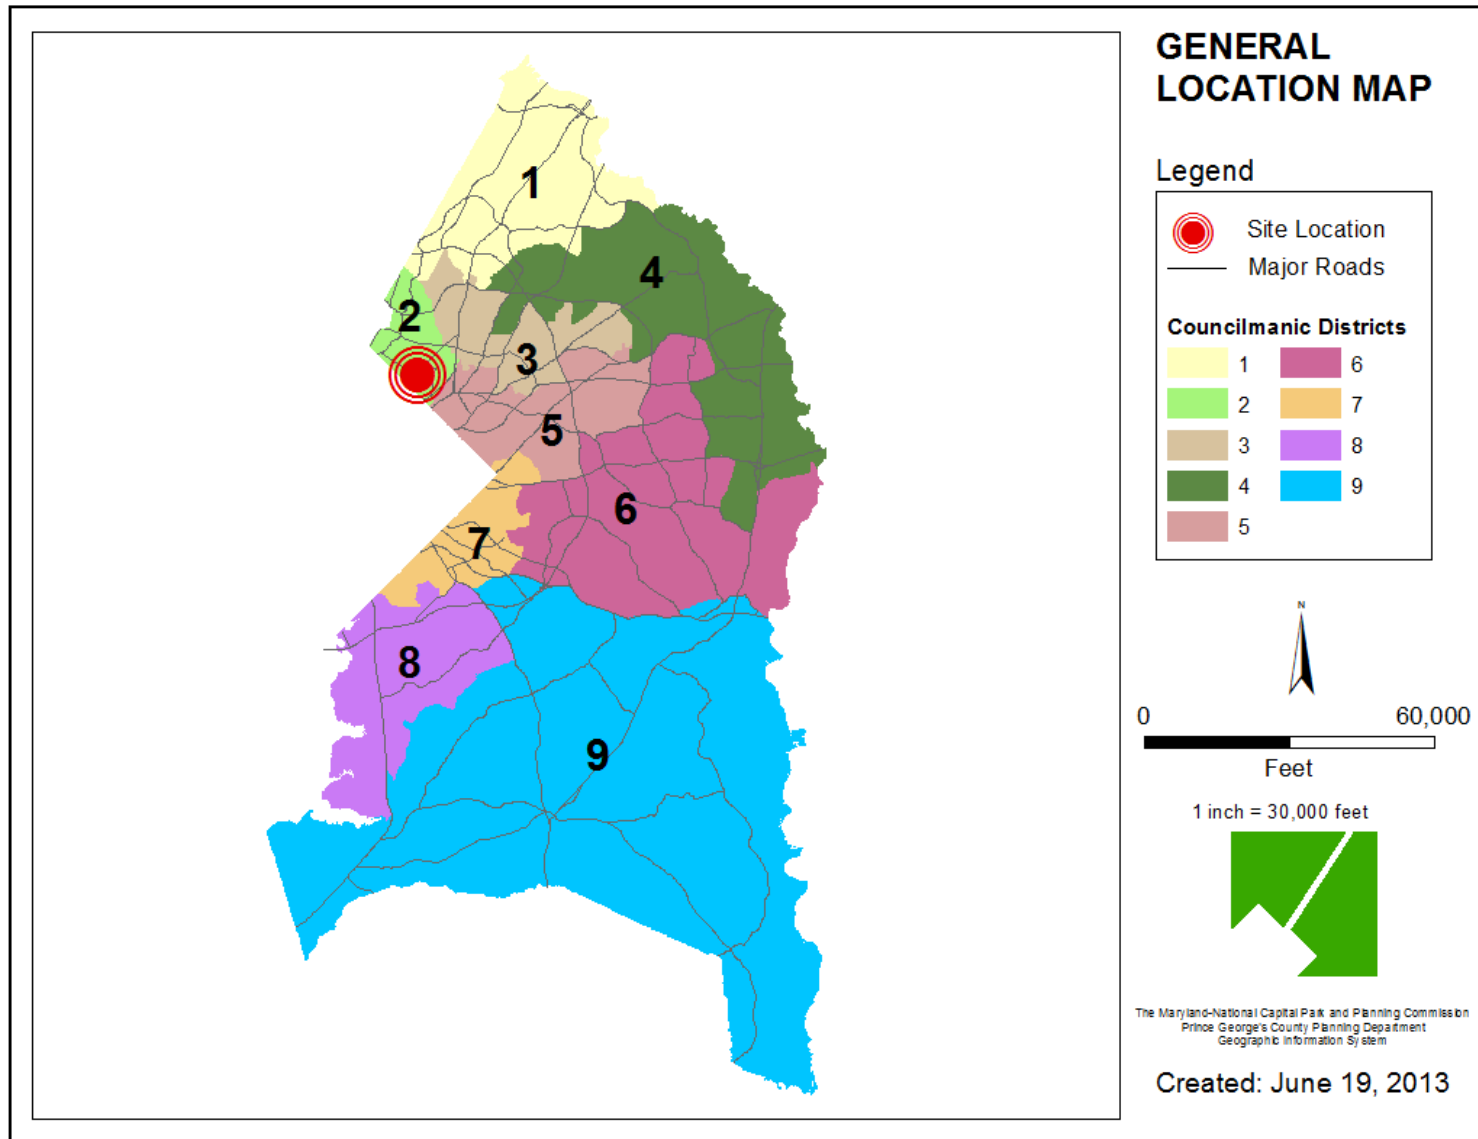 GENERAL
LOCATION MAP
Legend
Site Location
Major Roads
Councilmanic Districts
1 6
2 7
3 8
4 9
5
1
2
3
4
5
6
7
8
9
N
0 60,000
Feet
1 inch = 30,000 feet
The Maryland-National Capital Park and Planning Commission
Prince George's County Planning Department
Geographic Information System
Created: June 19, 2013